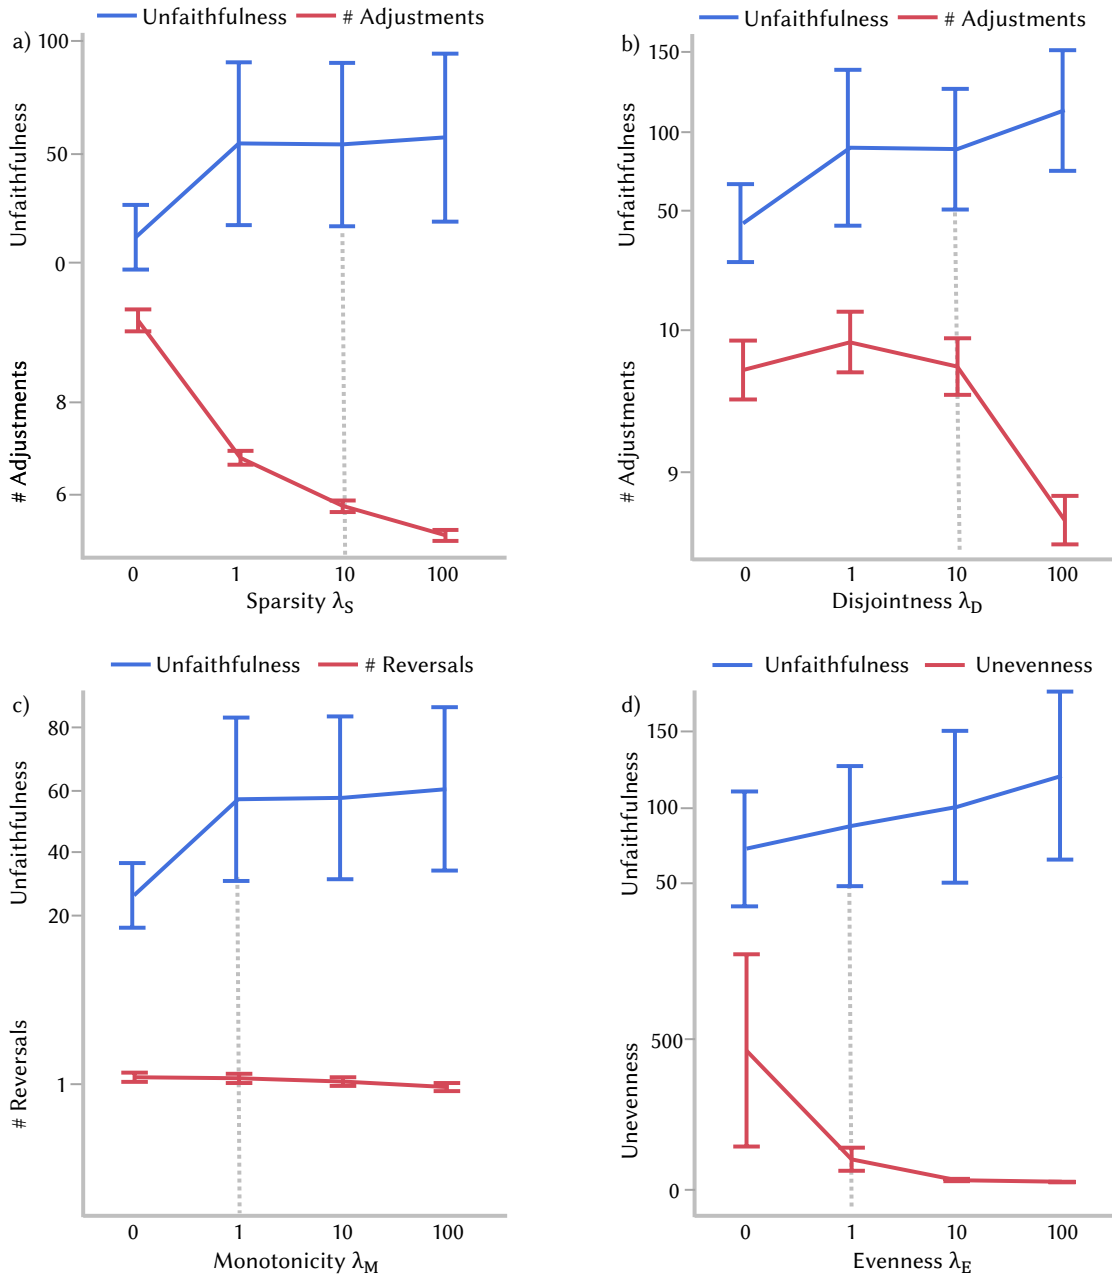 Unfaithfulness # Adjustments
a)
100
50
0
Unfaithfulness
8
6
# Adjustments
0 1 10 100
Sparsity λS
Unfaithfulness # Adjustments
b)
150
100
50
Unfaithfulness
10
9
# Adjustments
0 1 10 100
Disjointness λD
Unfaithfulness # Reversals
c)
80
60
40
20
Unfaithfulness
1
# Reversals
0 1 10 100
Monotonicity λM
Unfaithfulness Unevenness
d)
150
100
50
Unfaithfulness
500
0
Unevenness
0 1 10 100
Evenness λE